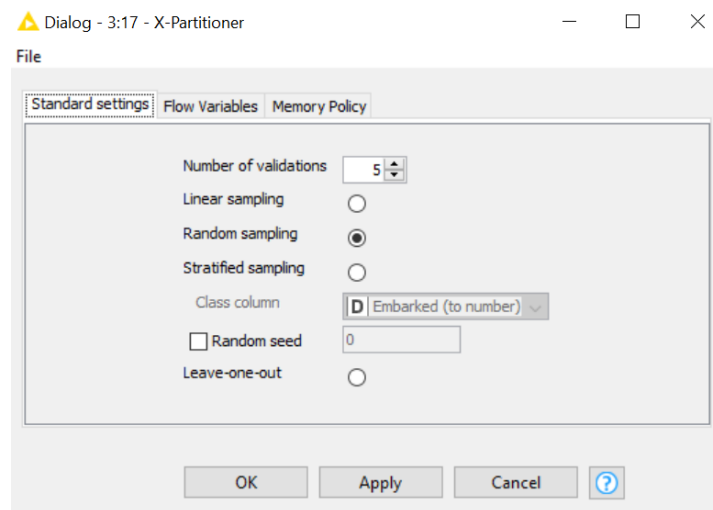 Dialog - 3:17 - X-Partitioner
File
Standard settings Flow Variables Memory Policy
Number of validations 5
Linear sampling
Random sampling
Stratified sampling
Class column D Embarked (to number)
Random seed 0
Leave-one-out
OK Apply Cancel ?